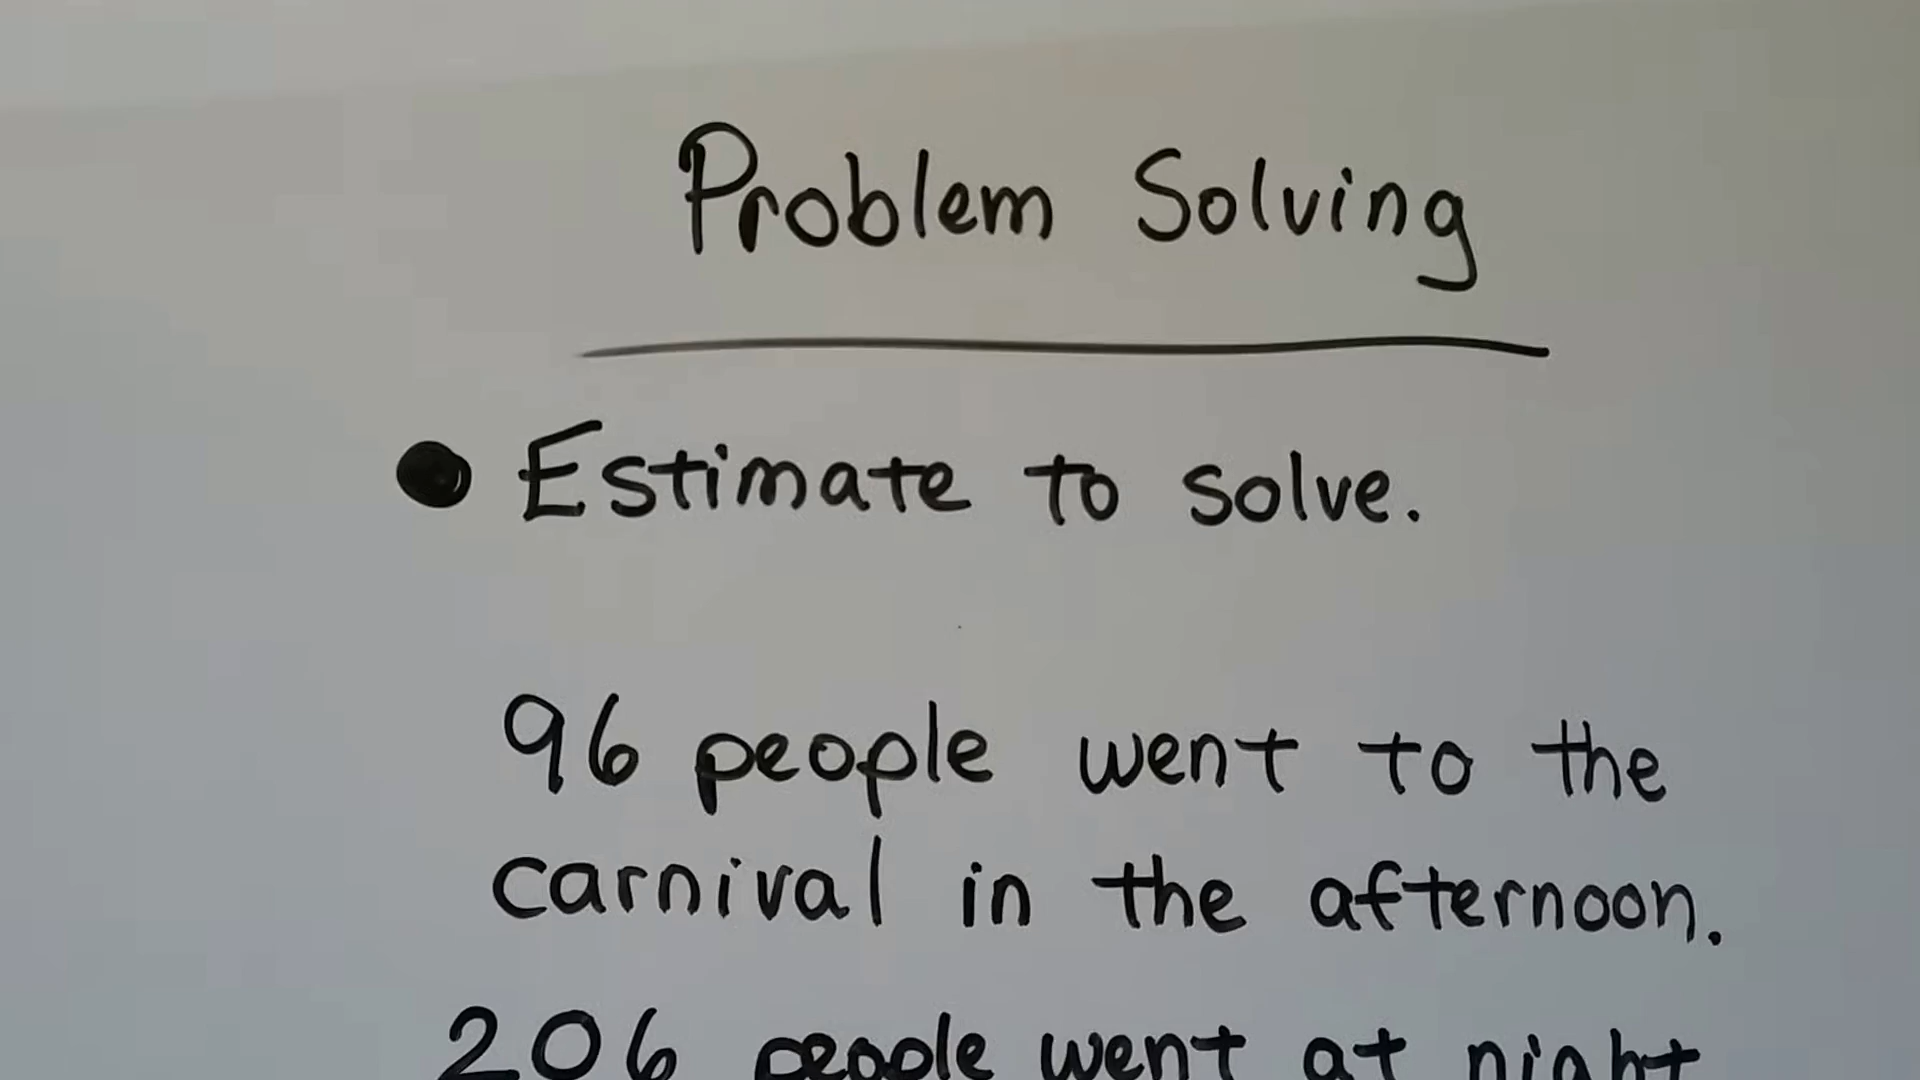 Problem Solving
Estimate to solve.
96 people went to the
carnival in the afternoon.
206 people went at night